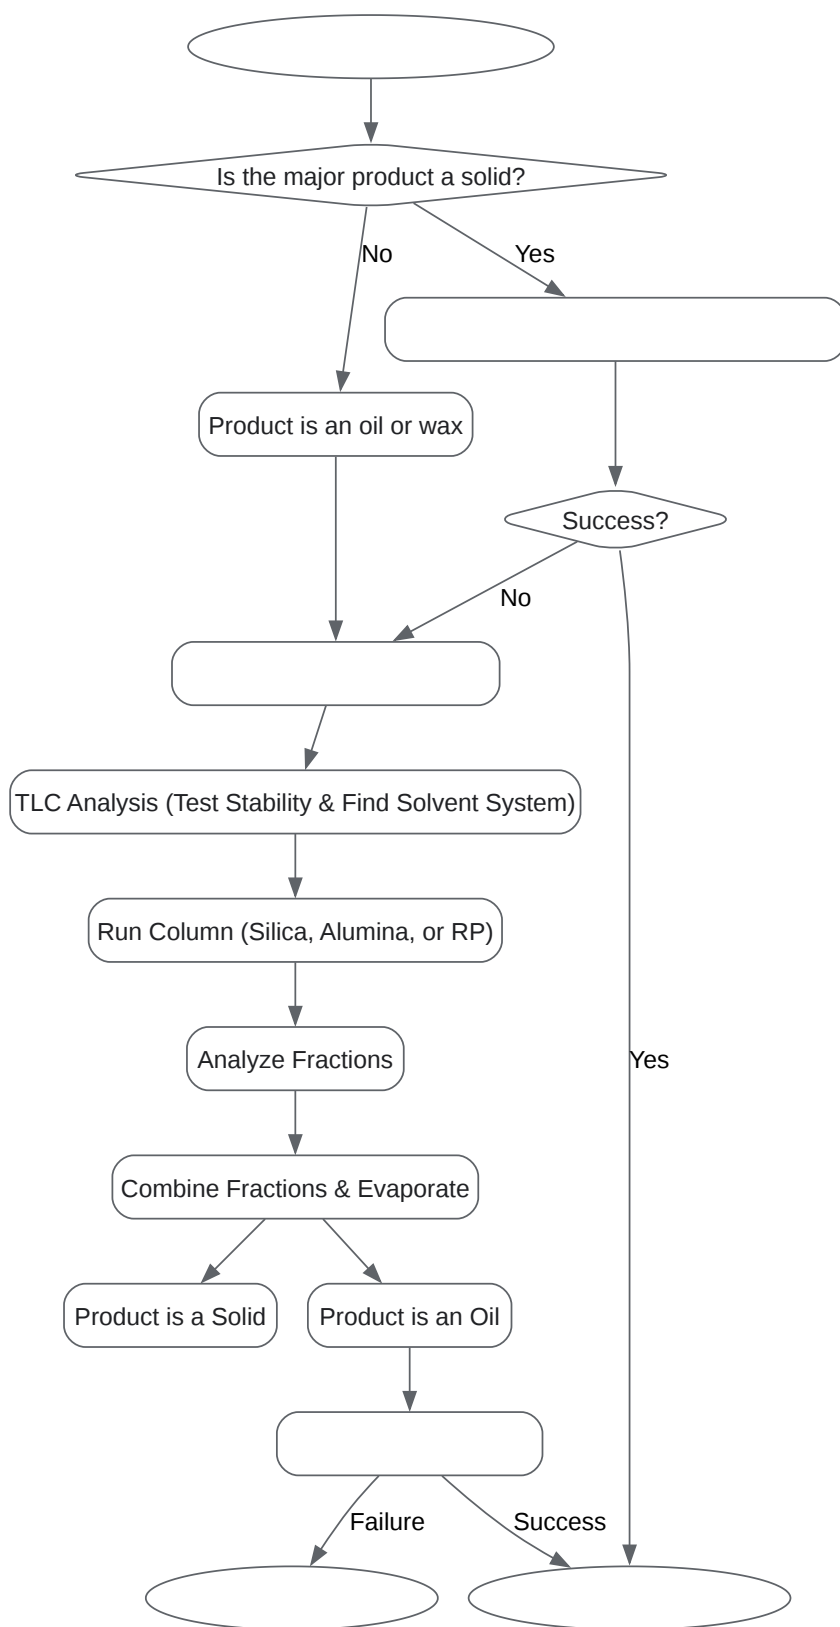 Is the major product a solid?
No
Yes
Product is an oil or wax
Success?
No
TLC Analysis (Test Stability & Find Solvent System)
Run Column (Silica, Alumina, or RP)
Analyze Fractions
Yes
Combine Fractions & Evaporate
Product is a Solid
Product is an Oil
Failure
Success